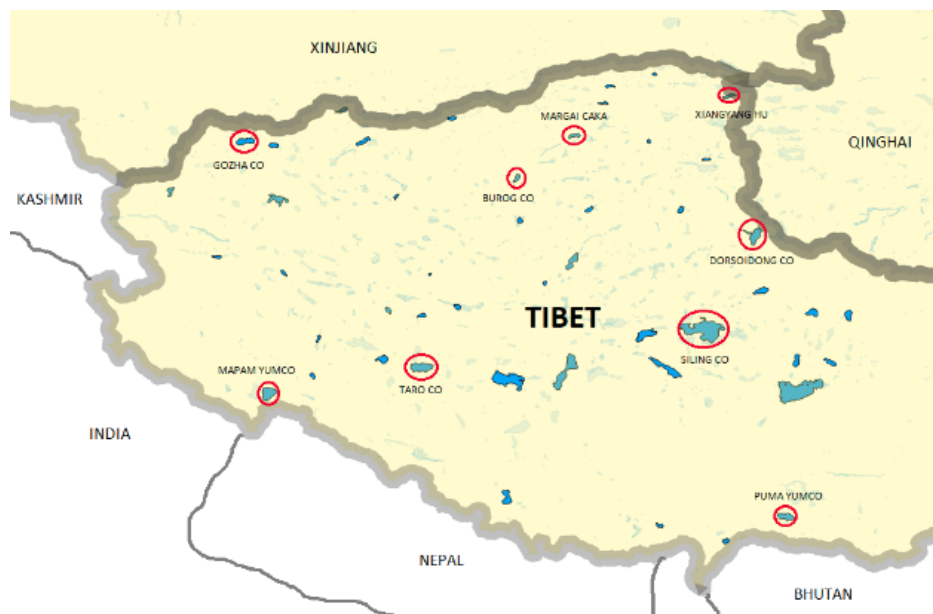 XINJIANG
XIANGYANG HU
MARGAI CAKA
QINGHAI
GOZHA CO
KASHMIR
BUROG CO
DORSOIDONG CO
TIBET
SILING CO
MAPAM YUMCO
TARO CO
INDIA
PUMA YUMCO
NEPAL
BHUTAN